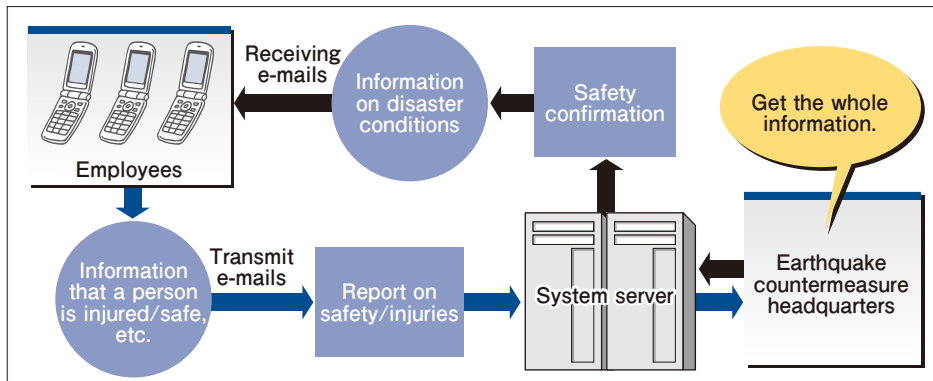 Receiving
e-mails
Information
on disaster
conditions
Safety
confirmation
Get the whole
information.
Employees
Information
that a person
is injured/safe,
etc.
Transmit
e-mails
Report on
safety/injuries
System server
Earthquake
countermeasure
headquarters